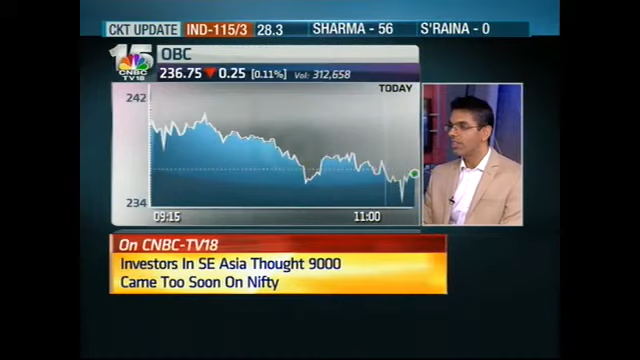 CKT UPDATE IND-115/3 28.3 SHARMA - 56 S'RAINA - 0
15
CNBC
TV18
OBC
236.75 0.25 [0.11%] Vol: 312,658
TODAY
242
234
09:15 11:00
On CNBC-TV18
Investors In SE Asia Thought 9000
Came Too Soon On Nifty